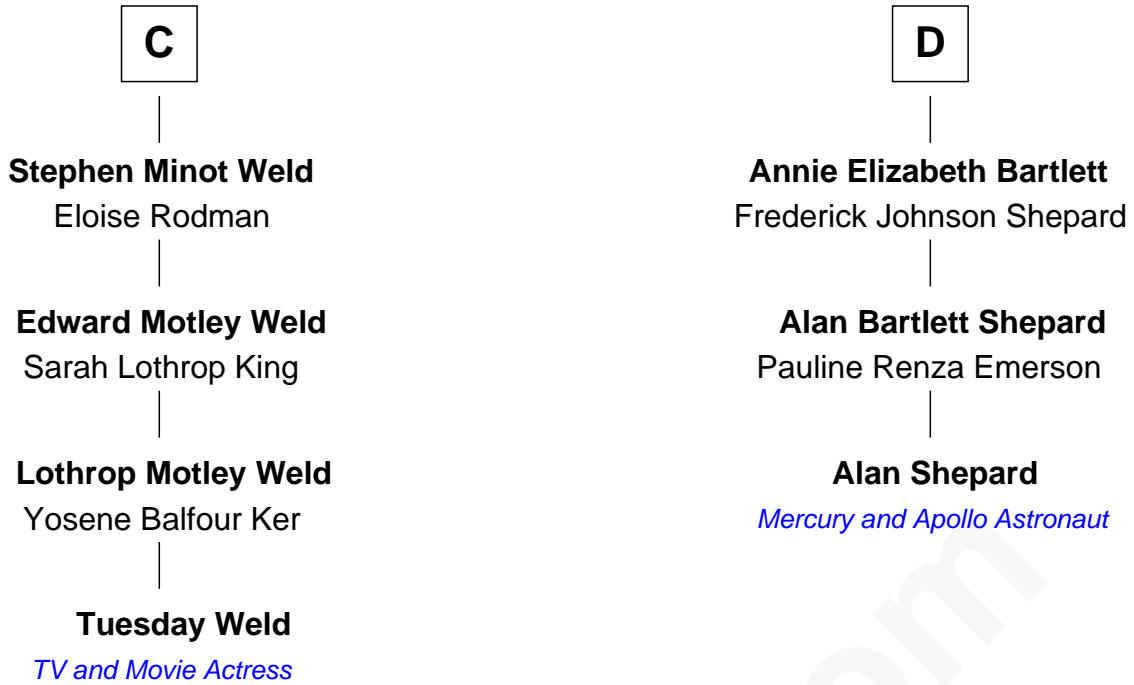 C
Stephen Minot Weld
Eloise Rodman
Edward Motley Weld
Sarah Lothrop King
Lothrop Motley Weld
Yosene Balfour Ker
Tuesday Weld
TV and Movie Actress
D
Annie Elizabeth Bartlett
Frederick Johnson Shepard
Alan Bartlett Shepard
Pauline Renza Emerson
Alan Shepard
Mercury and Apollo Astronaut
om